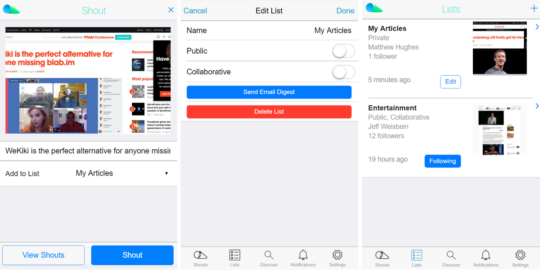 Shout
Kiki is the perfect alternative for
one missing blab.im
WeKiki is the perfect alternative for anyone missin
Add to List
My Articles
View Shouts
Shout
Cancel
Edit List
Done
Name
My Articles
Public
Collaborative
Send Email Digest
Delete List
Shouts
Lists
Discover
Notifications
Settings
Lists
My Articles
Private
Matthew Hughes
1 follower
5 minutes ago
Edit
Entertainment
Public, Collaborative
Jeff Weisbein
12 followers
19 hours ago
Following
Shouts
Lists
Discover
Notifications
Settings